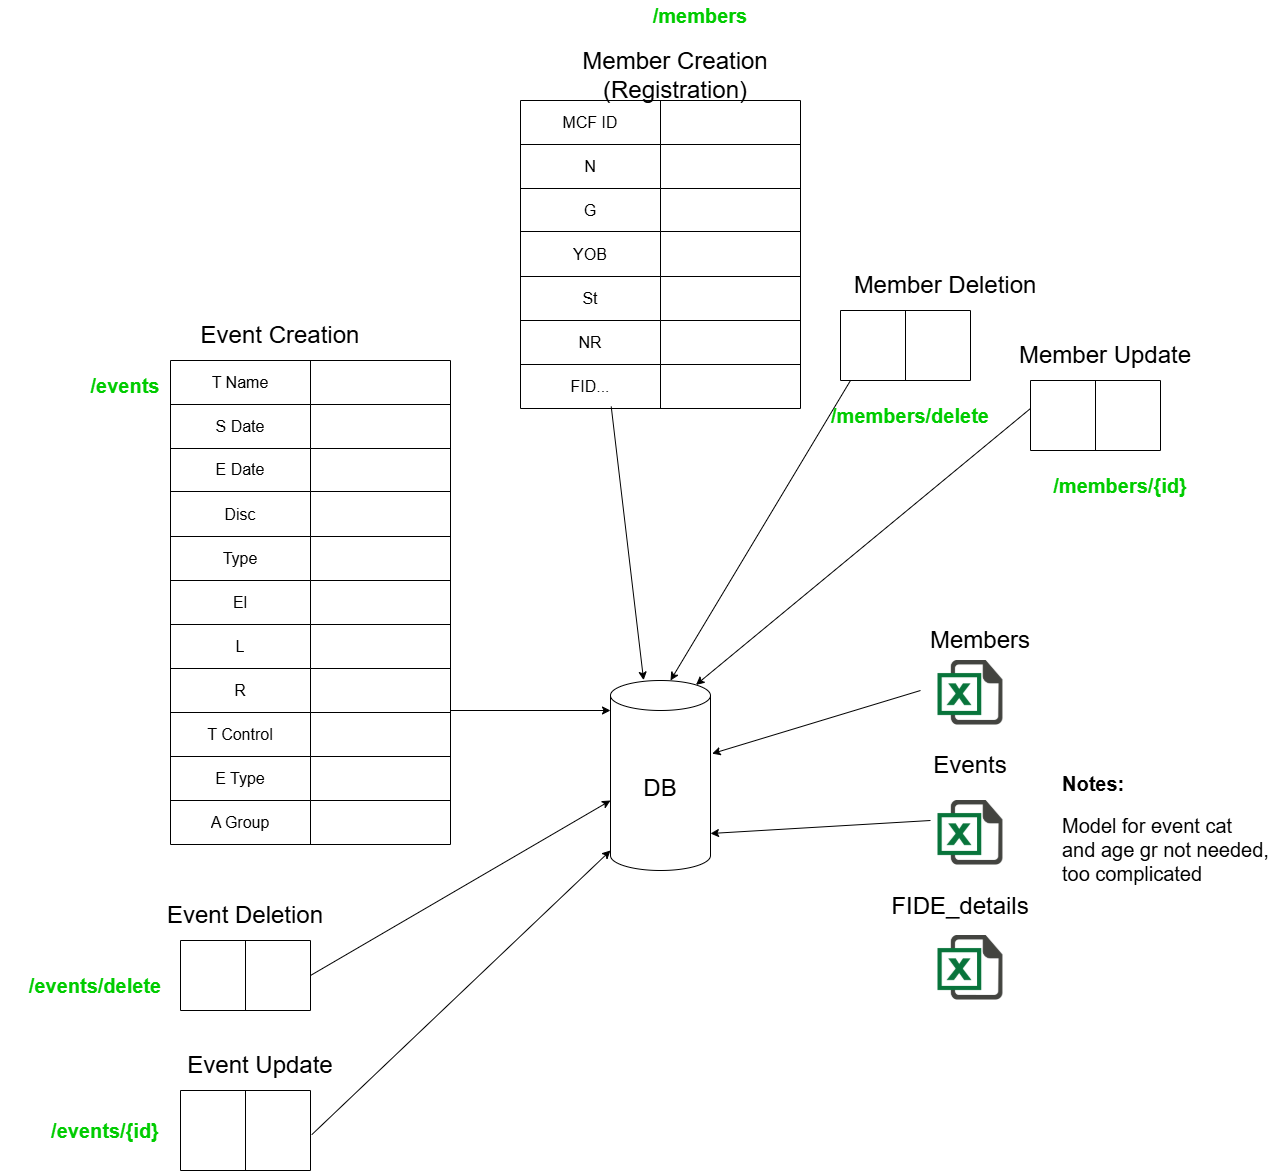 /members
Member Creation
(Registration)
MCF ID
N
G
YOB
St
NR
FID...
Member Deletion
/members/delete
Member Update
/members/{id}
Event Creation
/events
T Name
S Date
E Date
Disc
Type
EI
L
R
T Control
E Type
A Group
DB
Members
X
Events
X
FIDE_details
X
Notes:
Model for event cat
and age gr not needed,
too complicated
Event Deletion
/events/delete
Event Update
/events/{id}